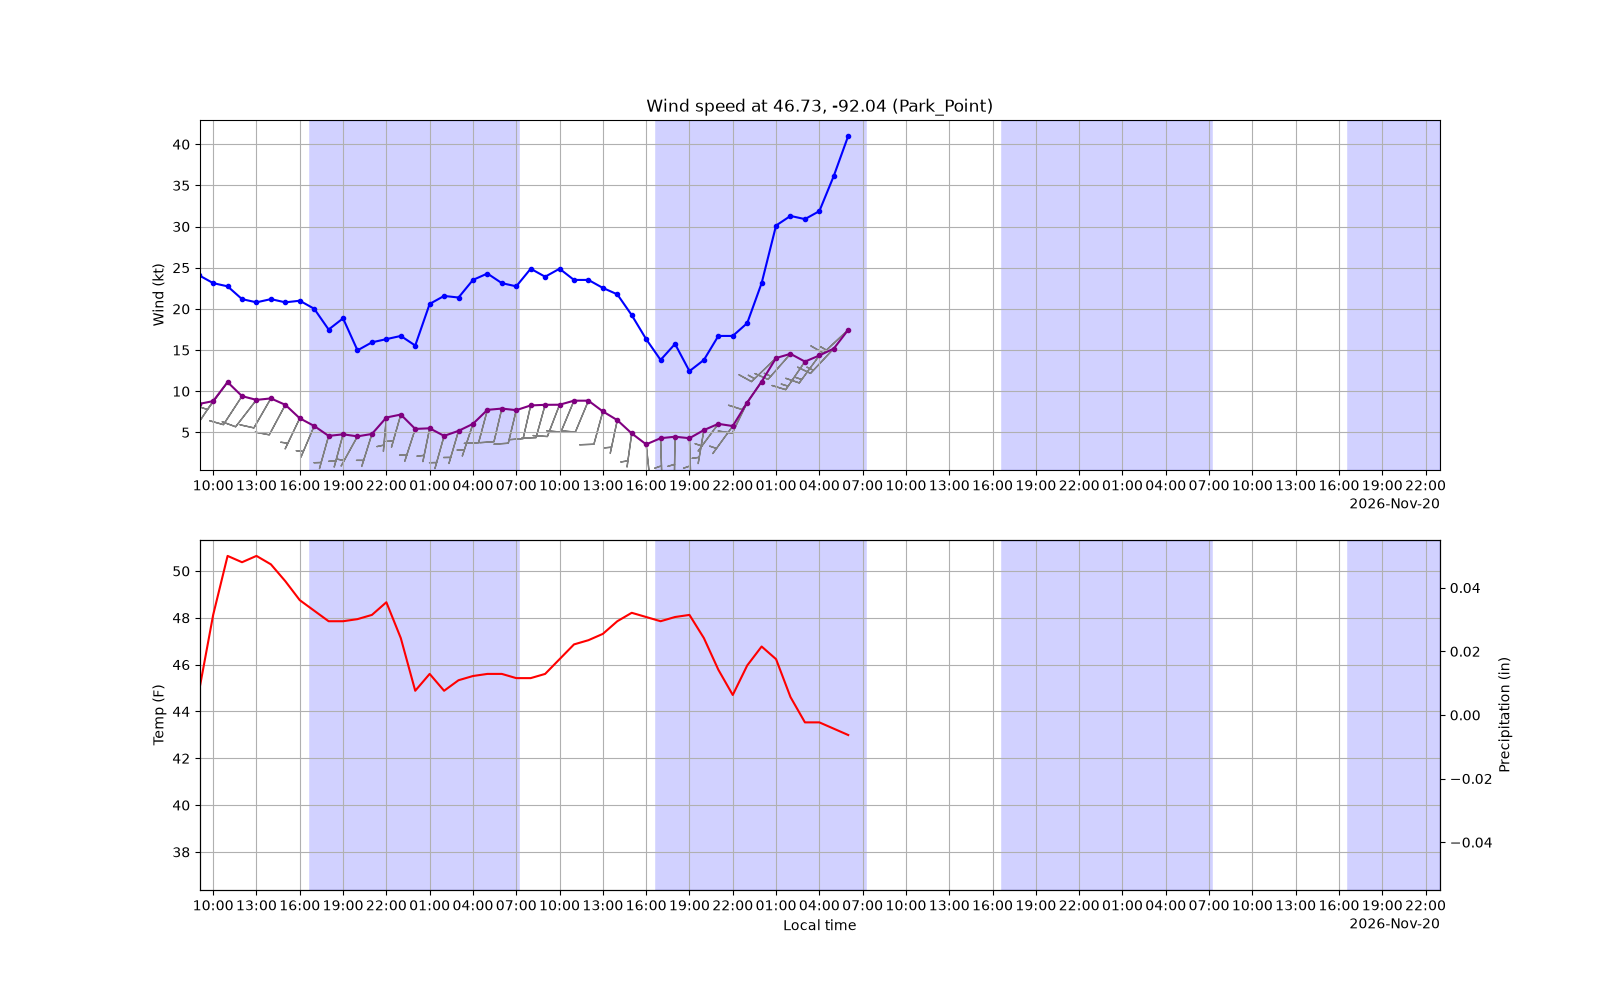 Wind speed at 46.73, -92.04 (Park_Point)
Wind (kt)
40
35
30
25
20
15
10
5
10:00 13:00 16:00 19:00 22:00 01:00 04:00 07:00 10:00 13:00 16:00 19:00 22:00 01:00 04:00 07:00 10:00 13:00 16:00 19:00 22:00 01:00 04:00 07:00 10:00 13:00 16:00 19:00 22:00
2026-Nov-20
Temp (F)
50
48
46
44
42
40
38
0.04
0.02
0.00
−0.02
−0.04
Precipitation (in)
10:00 13:00 16:00 19:00 22:00 01:00 04:00 07:00 10:00 13:00 16:00 19:00 22:00 01:00 04:00 07:00 10:00 13:00 16:00 19:00 22:00 01:00 04:00 07:00 10:00 13:00 16:00 19:00 22:00
Local time
2026-Nov-20